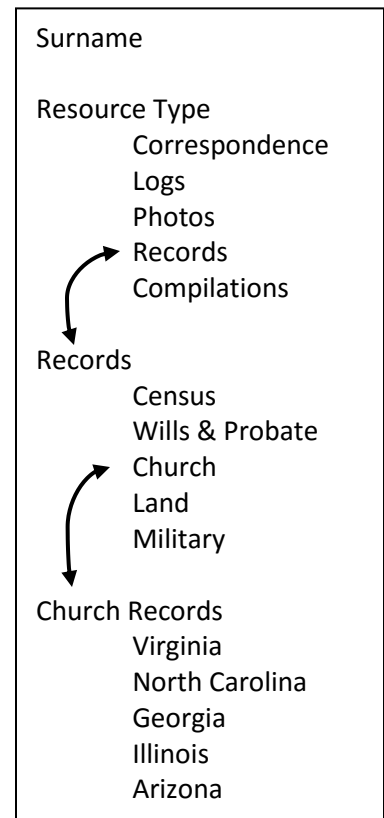 Surname
Resource Type
Correspondence
Logs
Photos
Records
Compilations
Records
Census
Wills & Probate
Church
Land
Military
Church Records
Virginia
North Carolina
Georgia
Illinois
Arizona